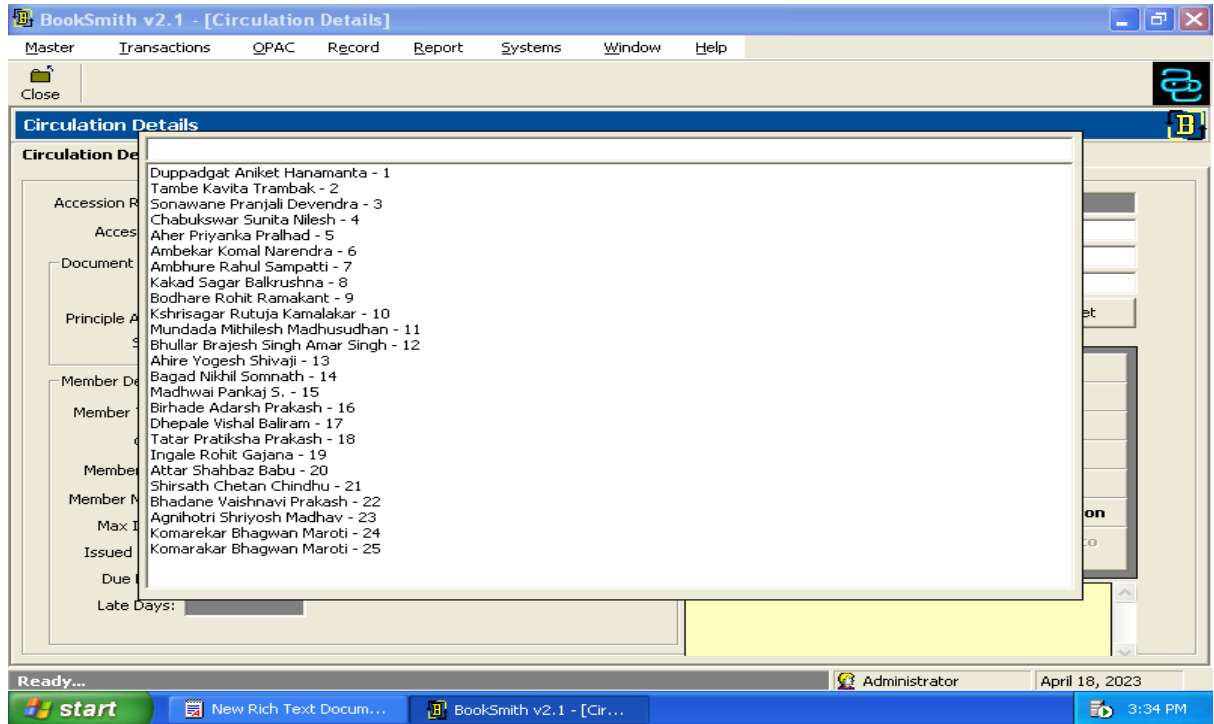 BookSmith v2.1 - [Circulation Details]
Master Transactions OPAC Record Report Systems Window Help
Close
Circulation Details
Circulation De
Duppadgat Aniket Hanamanta - 1
Tambe Kavita Trambak - 2
Sonawane Pranjali Devendra - 3
Chabukswar Sunita Nilesh - 4
Aher Priyanka Pralhad - 5
Ambekar Komal Narendra - 6
Ambhure Rahul Sampatti - 7
Kakad Sagar Balkrushna - 8
Bodhare Rohit Ramakant - 9
Kshrisagar Rutuja Kamalakar - 10
Mundada Mithilesh Madhusudhan - 11
Bhullar Brajesh Singh Amar Singh - 12
Ahire Yogesh Shivaji - 13
Bagad Nikhil Somnath - 14
Madhwai Pankaj S. - 15
Birhade Adarsh Prakash - 16
Dhepale Vishal Baliram - 17
Tatar Pratiksha Prakash - 18
Ingale Rohit Gajana - 19
Attar Shahbaz Babu - 20
Shirsath Chetan Chindhu - 21
Bhadane Vaishnavi Prakash - 22
Agnihotri Shriyosh Madhav - 23
Komarekar Bhagwan Maroti - 24
Komarakar Bhagwan Maroti - 25
Accession R
Acces
Document
Principle A
S
Member De
Member
Member
Member N
Max I
Issued
Due
Late Days:
et
on
to
Ready... Administrator April 18, 2023
start New Rich Text Docum... BookSmith v2.1 - [Cir... 3:34 PM